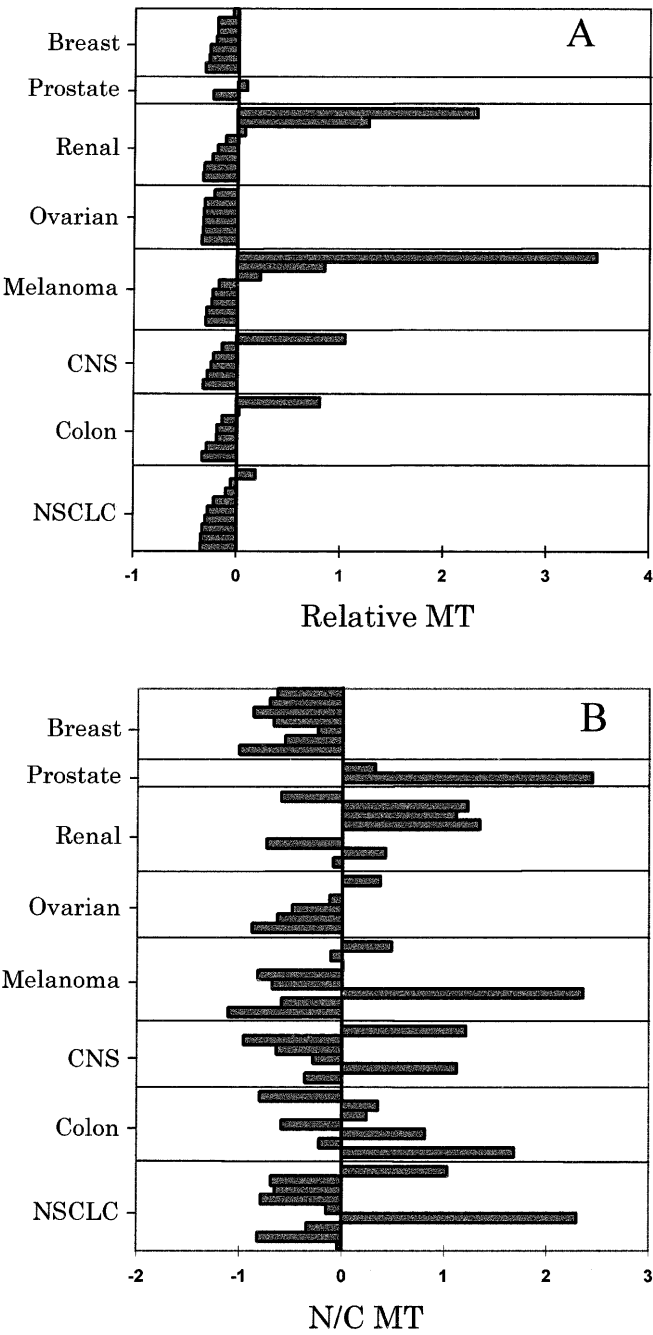 A
Breast
Prostate
Renal
Ovarian
Melanoma
CNS
Colon
NSCLC
-1 0 1 2 3 4
Relative MT
B
Breast
Prostate
Renal
Ovarian
Melanoma
CNS
Colon
NSCLC
-2 -1 0 1 2 3
N/C MT